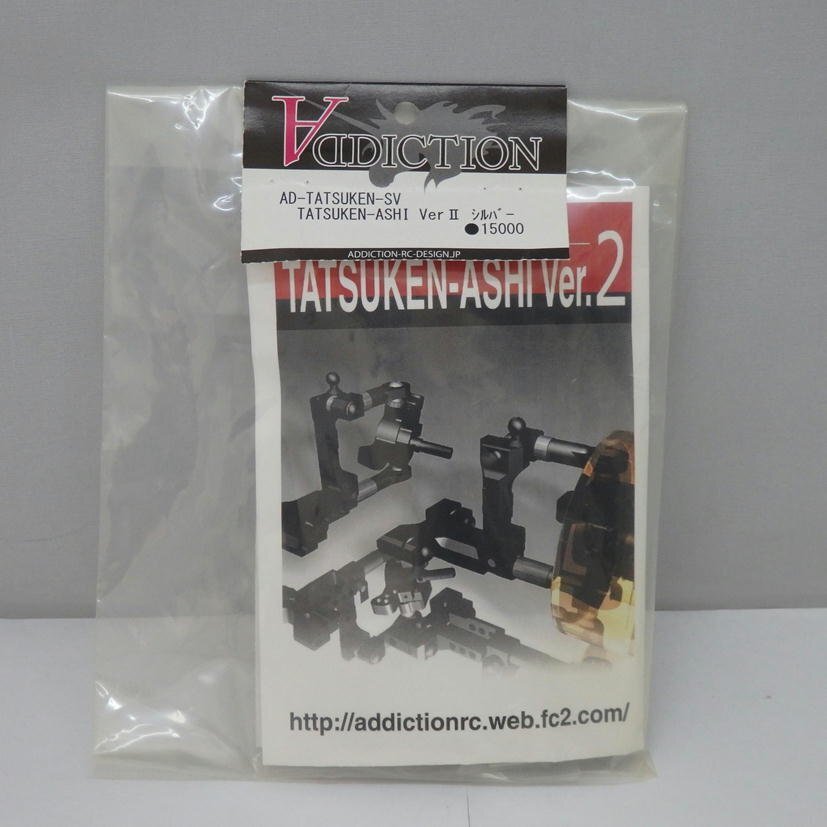 ADDICTION
AD-TATSUKEN-SV
TATSUKEN-ASHI VerⅡ ｼﾙﾊﾞｰ
●15000
ADDICTION-RC-DESIGN.JP
TATSUKEN-ASHI Ver.2
http://addictionrc.web.fc2.com/